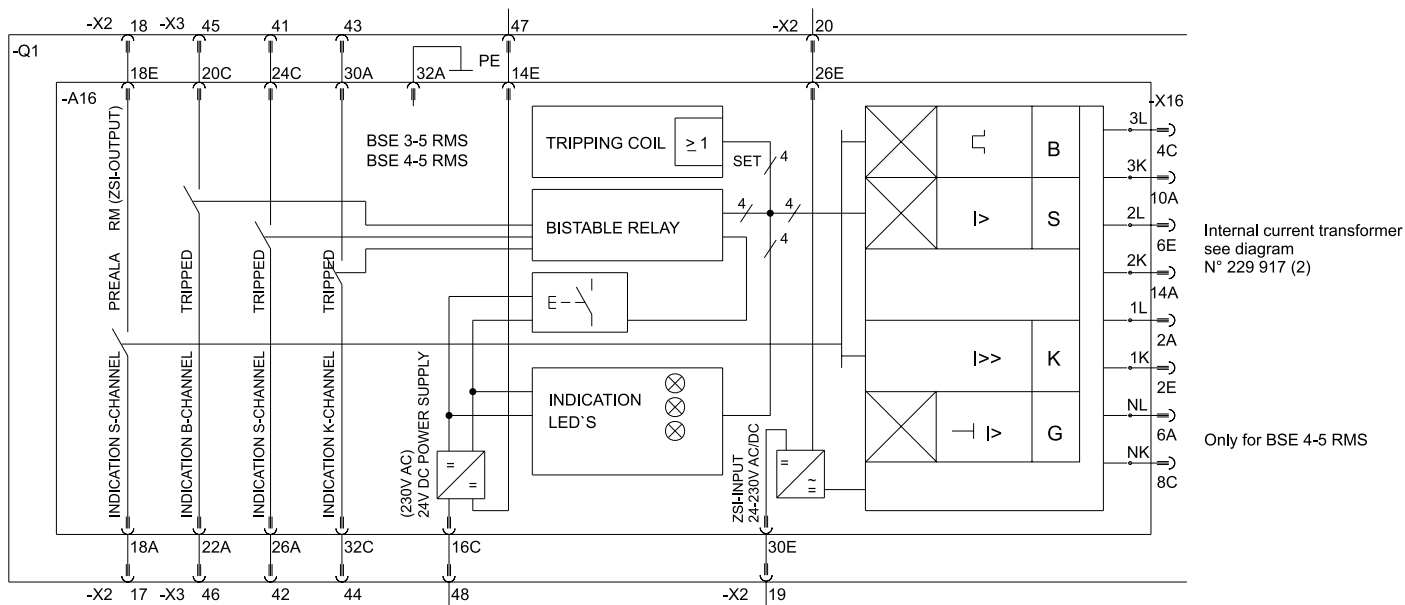 -X2 18 -X3 45 41 43 47 -X2 20
-Q1
PE
18E 20C 24C 30A 32A 14E 26E
-A16
-X16
RM (ZSI-OUTPUT)
BSE 3-5 RMS
BSE 4-5 RMS
TRIPPING COIL
≥ 1
SET
4
B
3L
4C
3K
10A
BISTABLE RELAY
4
4
4
I>
S
2L
6E
2K
14A
Internal current transformer
see diagram
N° 229 917 (2)
PREALA
TRIPPED
TRIPPED
TRIPPED
E
1L
2A
I>>
K
1K
2E
INDICATION
LED`S
INDICATION S-CHANNEL
INDICATION B-CHANNEL
INDICATION S-CHANNEL
INDICATION K-CHANNEL
(230V AC)
24V DC POWER SUPPLY
=
=
ZSI-INPUT
24-230V AC/DC
=
≂
I>
G
NL
6A
NK
8C
Only for BSE 4-5 RMS
18A 22A 26A 32C 16C 30E
-X2 17 -X3 46 42 44 48 -X2 19